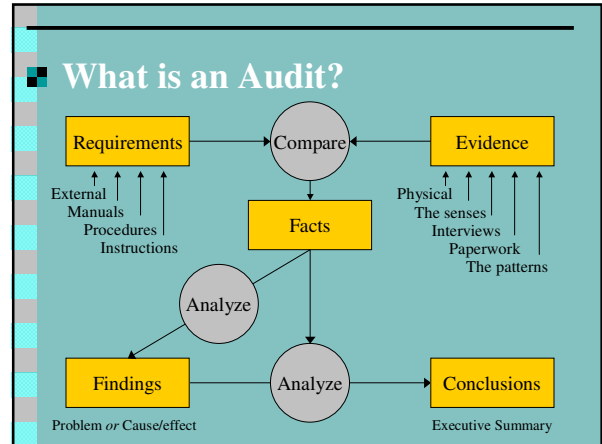 What is an Audit?
Requirements
Compare
Evidence
External
Manuals
Procedures
Instructions
Physical
The senses
Interviews
Paperwork
The patterns
Facts
Analyze
Findings
Analyze
Conclusions
Problem or Cause/effect
Executive Summary